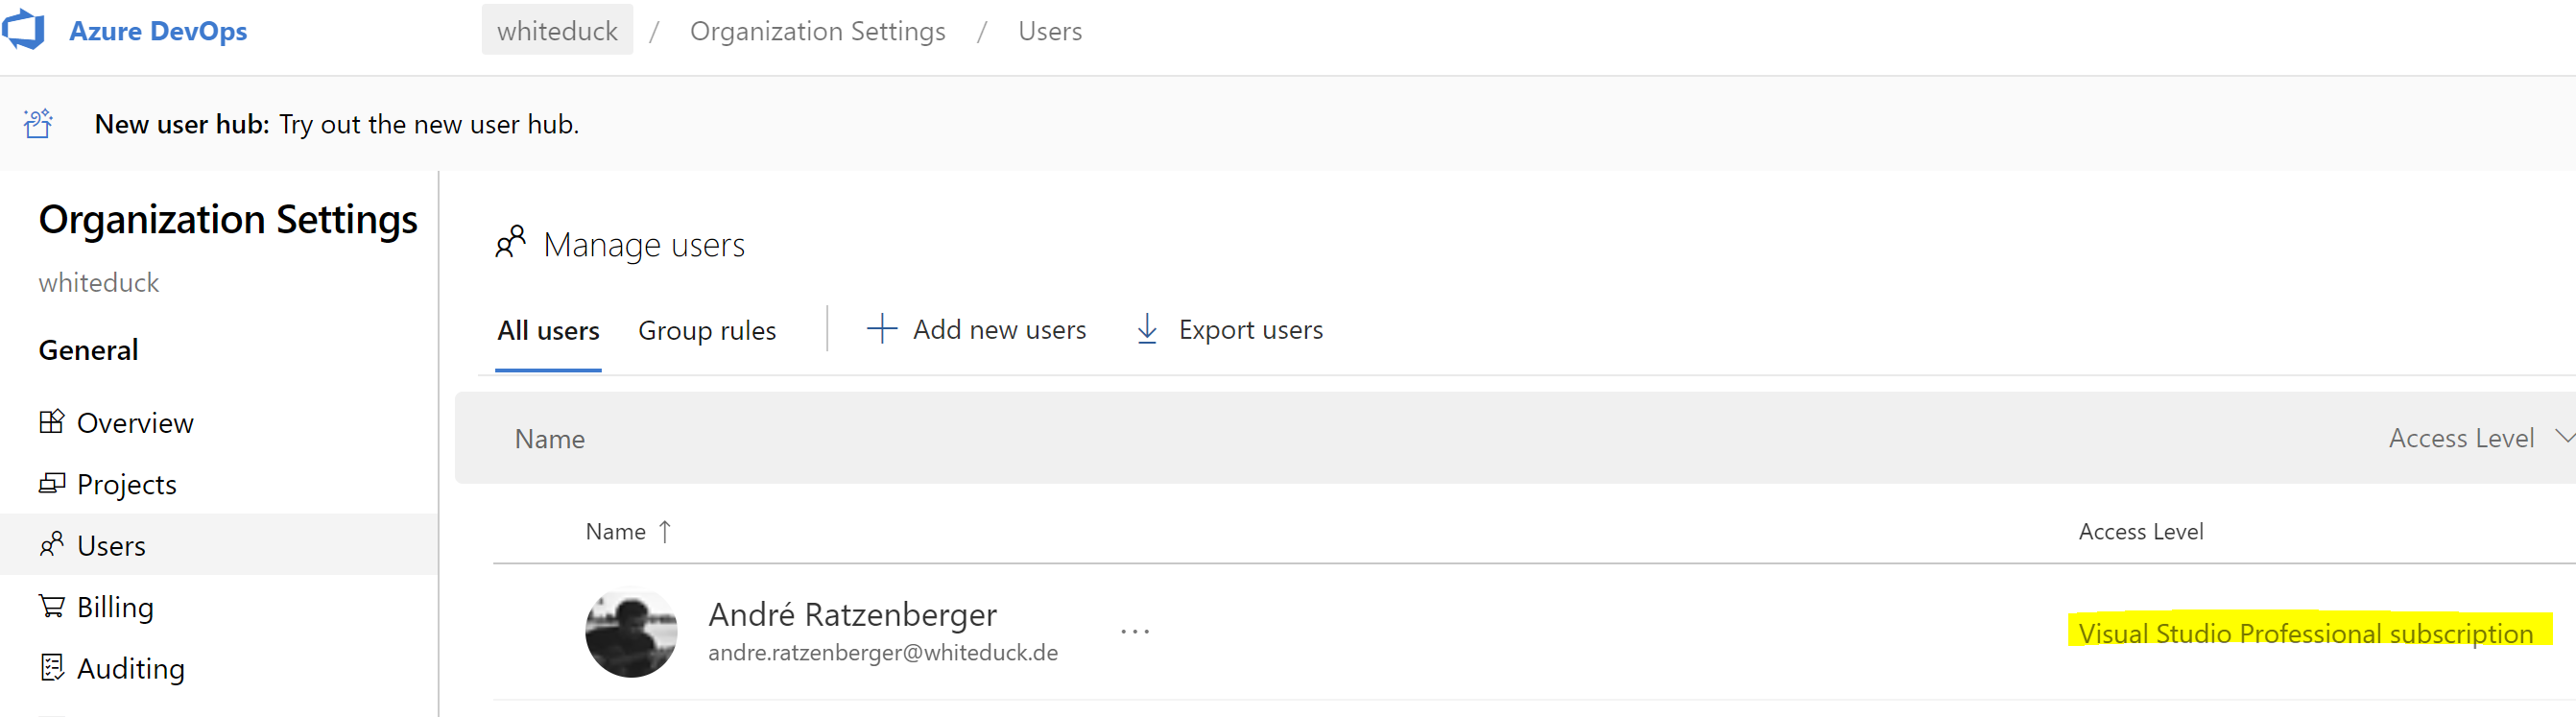 Azure DevOps
whiteduck / Organization Settings / Users
New user hub: Try out the new user hub.
Organization Settings
whiteduck
General
Overview
Projects
Users
Billing
Auditing
Manage users
All users Group rules Add new users Export users
Name Access Level
Name ↑ Access Level
André Ratzenberger ...
andre.ratzenberger@whiteduck.de
Visual Studio Professional subscription